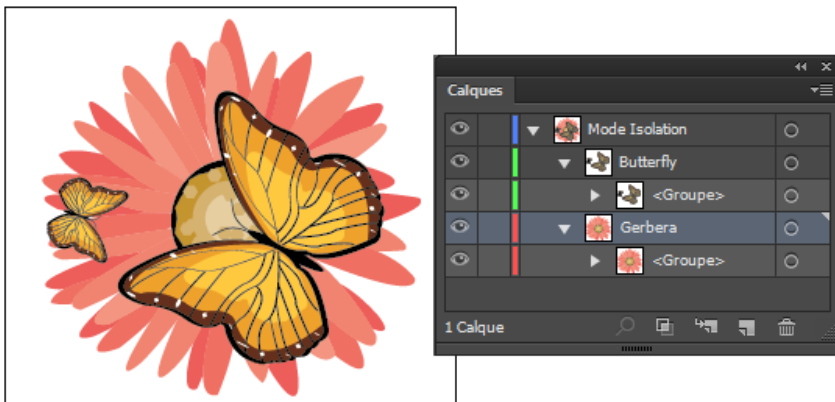 Calques
Mode Isolation
Butterfly
<Groupe>
Gerbera
<Groupe>
1 Calque